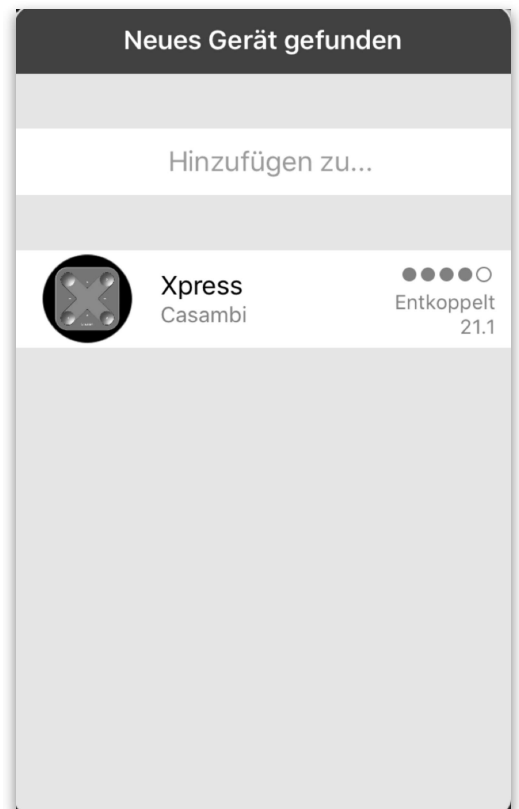 Neues Gerät gefunden
Hinzufügen zu...
Xpress
Casambi
Entkoppelt
21.1